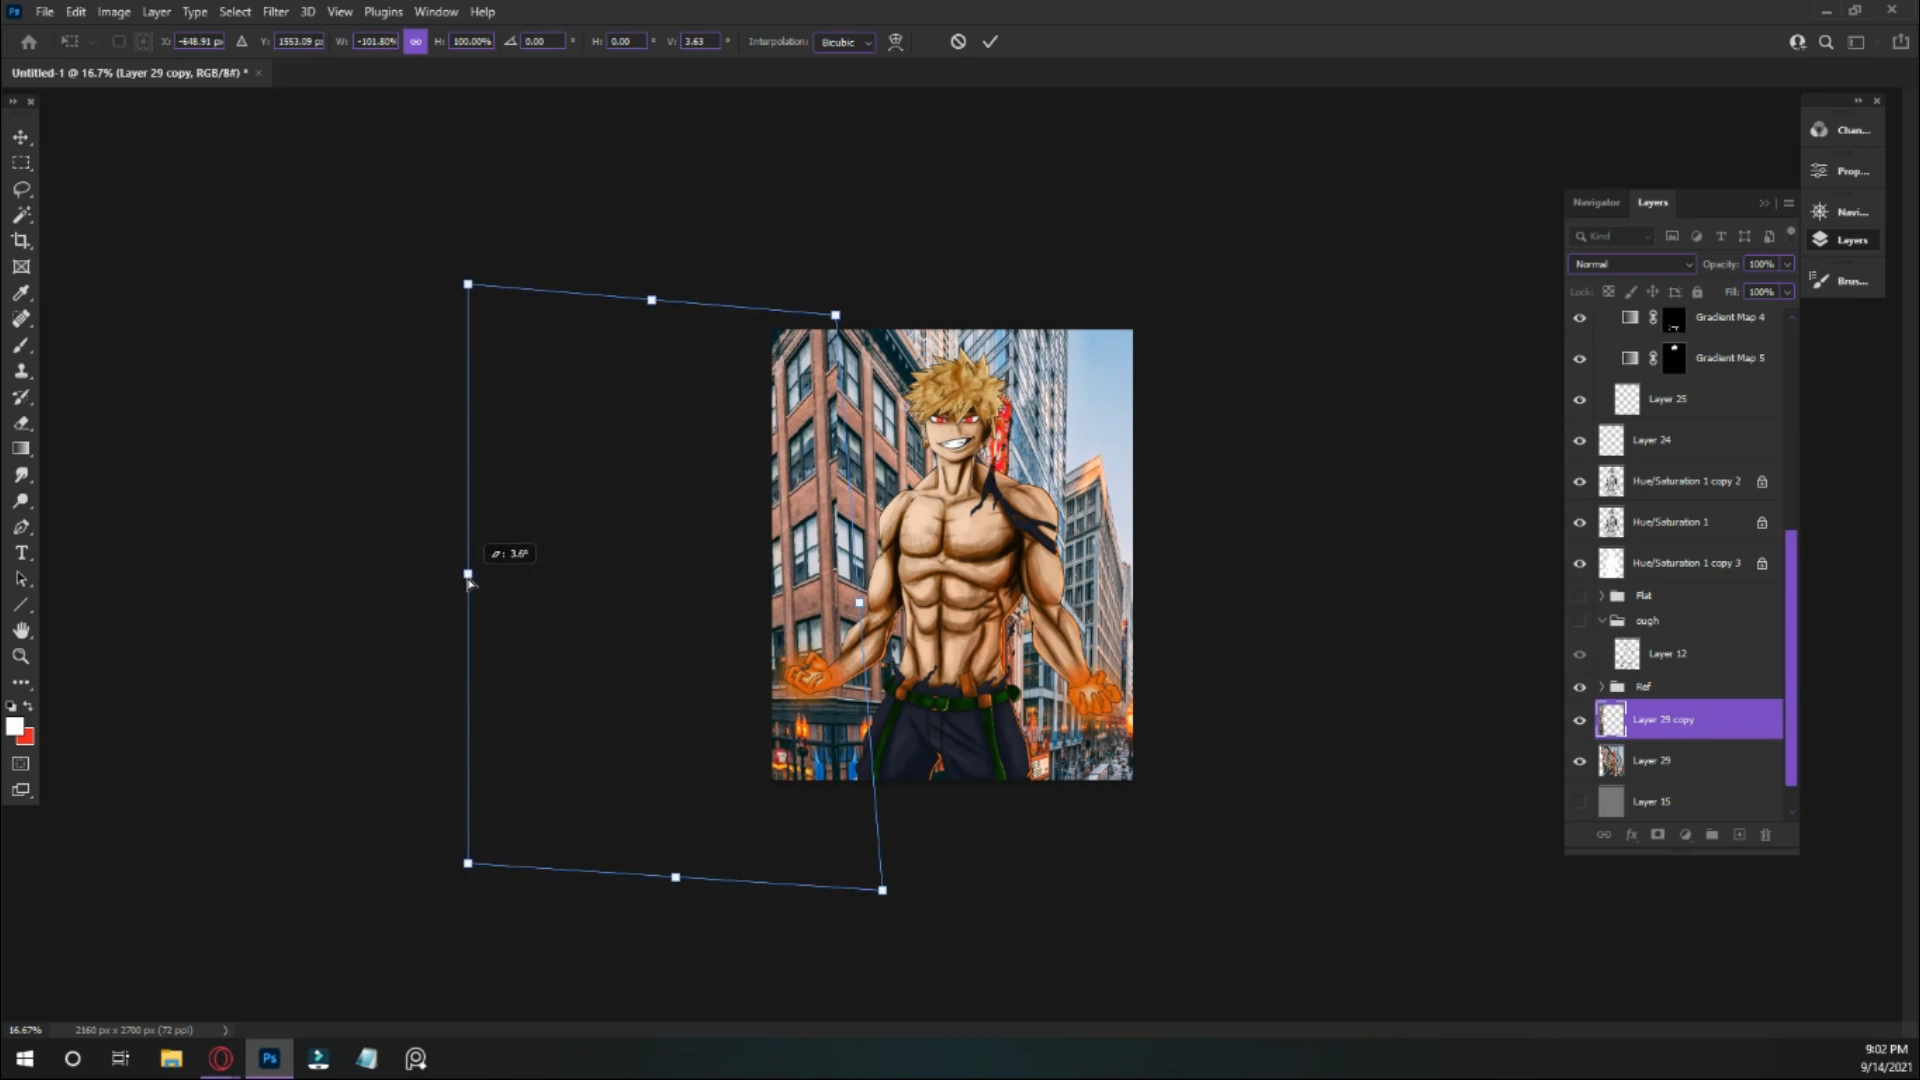 Ps File Edit Image Layer Type Select Filter 3D View Plugins Window Help
X: -648.91 px Y: 1553.09 p W: -101.80% H: 100.00% 0.00 ° H: 0.00 ° V: 3.63 ° Interpolation: Bicubic
Untitled-1 @ 16.7% (Layer 29 copy, RGB/8#) * ×
Chan...
Prop...
Navi...
Layers
Brus...
Navigator Layers
Kind
Normal Opacity: 100%
Lock: Fill: 100%
Gradient Map 4
Gradient Map 5
Layer 25
Layer 24
Hue/Saturation 1 copy 2
Hue/Saturation 1
Hue/Saturation 1 copy 3
Flat
ough
Layer 12
Ref
Layer 29 copy
Layer 29
Layer 15
fx
: 3.6°
16.67% 2160 px x 2700 px (72 ppi)
Ps
9:02 PM
9/14/2021